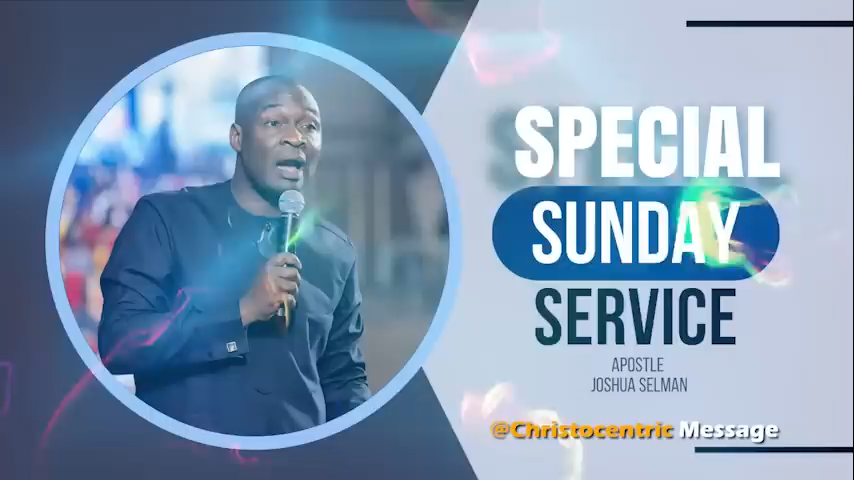 SPECIAL
SUNDAY
SERVICE
APOSTLE
JOSHUA SELMAN
@Christocentric Message